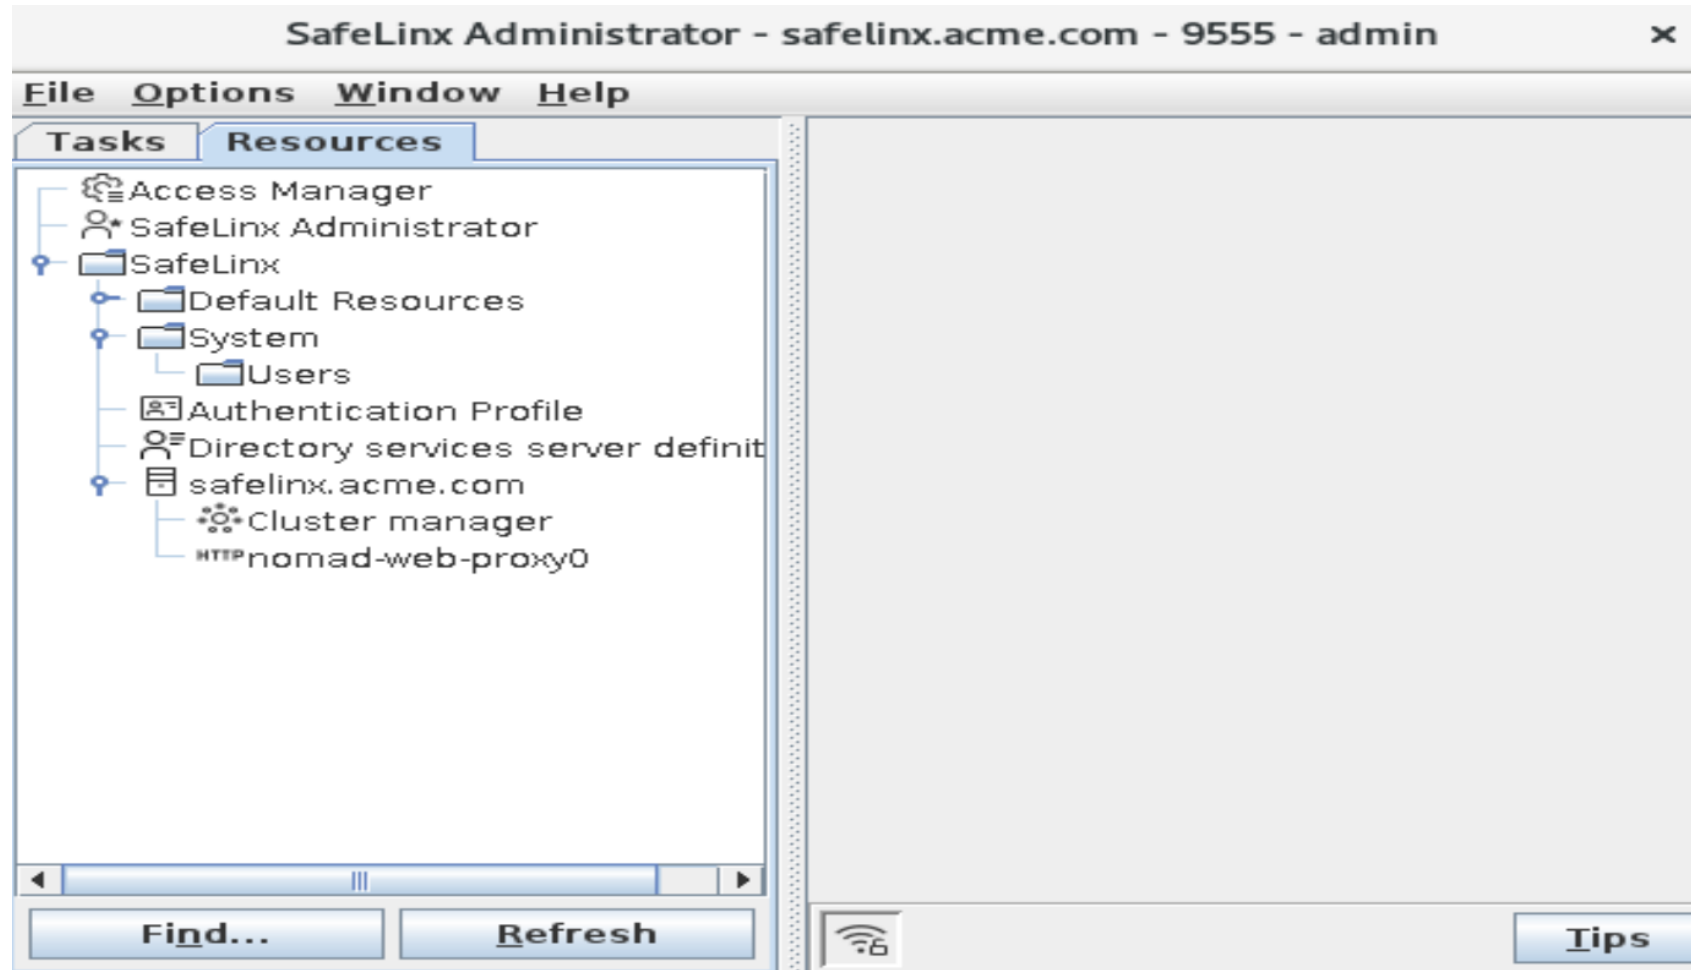 SafeLinx Administrator - safelinx.acme.com - 9555 - admin
File Options Window Help
Tasks Resources
Access Manager
SafeLinx Administrator
SafeLinx
Default Resources
System
Users
Authentication Profile
Directory services server definit
safelinx.acme.com
Cluster manager
HTTP nomad-web-proxy0
Find... Refresh
Tips